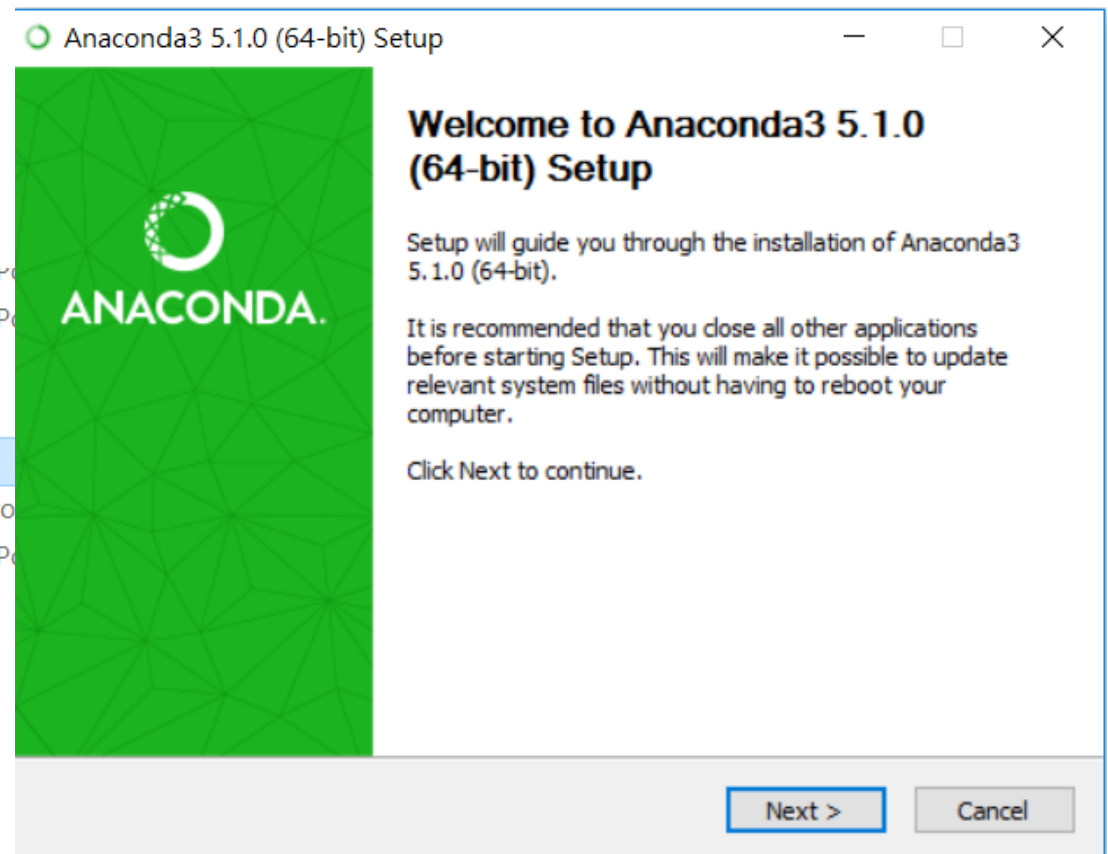 Anaconda3 5.1.0 (64-bit) Setup
Welcome to Anaconda3 5.1.0
(64-bit) Setup
Setup will guide you through the installation of Anaconda3
5.1.0 (64-bit).
ANACONDA.
It is recommended that you close all other applications
before starting Setup. This will make it possible to update
relevant system files without having to reboot your
computer.
Click Next to continue.
Next >
Cancel